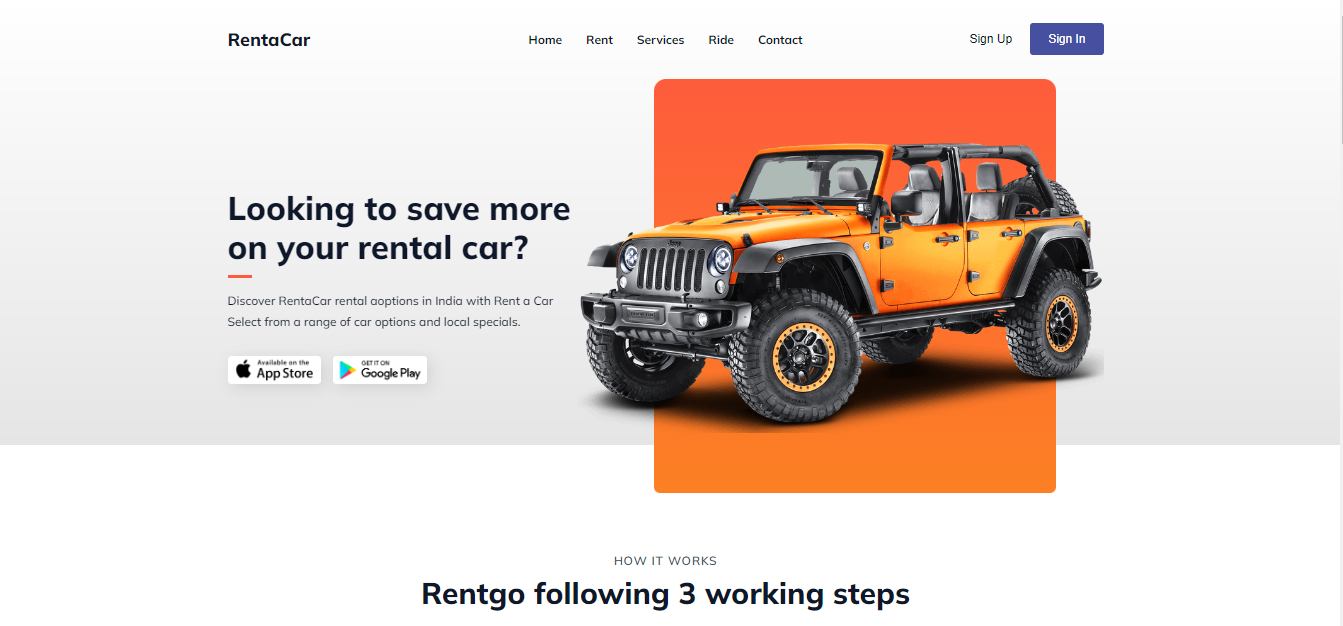 RentaCar
Home Rent Services Ride Contact
Sign Up Sign In
Looking to save more
on your rental car?
Discover RentaCar rental aoptions in India with Rent a Car
Select from a range of car options and local specials.
Available on the
App Store
GET IT ON
Google Play
HOW IT WORKS
Rentgo following 3 working steps